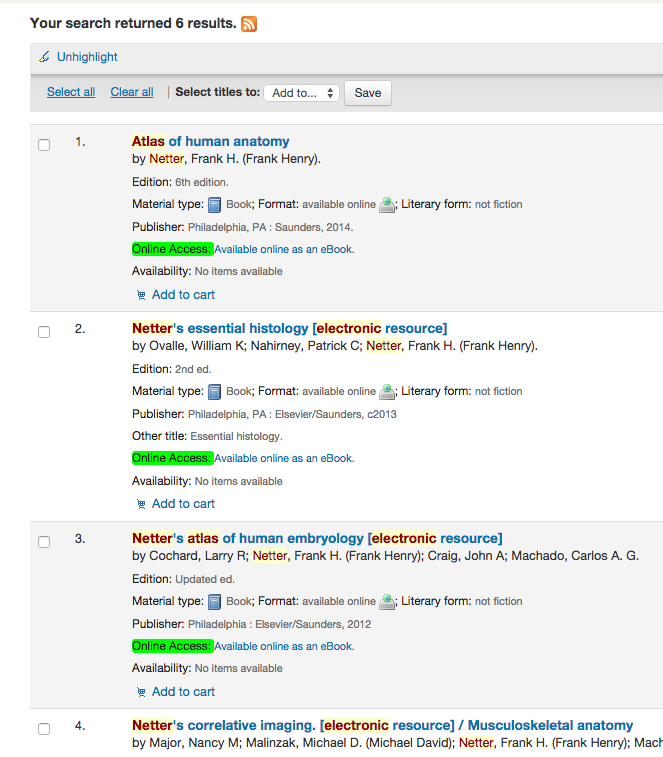 Your search returned 6 results.
Unhighlight
Select all Clear all | Select titles to: Add to... Save
1. Atlas of human anatomy
by Netter, Frank H. (Frank Henry).
Edition: 6th edition.
Material type: Book; Format: available online ; Literary form: not fiction
Publisher: Philadelphia, PA : Saunders, 2014.
Online Access: Available online as an eBook.
Availability: No items available
Add to cart
2. Netter's essential histology [electronic resource]
by Ovalle, William K; Nahirney, Patrick C; Netter, Frank H. (Frank Henry).
Edition: 2nd ed.
Material type: Book; Format: available online ; Literary form: not fiction
Publisher: Philadelphia, PA : Elsevier/Saunders, c2013
Other title: Essential histology.
Online Access: Available online as an eBook.
Availability: No items available
Add to cart
3. Netter's atlas of human embryology [electronic resource]
by Cochard, Larry R; Netter, Frank H. (Frank Henry); Craig, John A; Machado, Carlos A. G.
Edition: Updated ed.
Material type: Book; Format: available online ; Literary form: not fiction
Publisher: Philadelphia : Elsevier/Saunders, 2012
Online Access: Available online as an eBook.
Availability: No items available
Add to cart
4. Netter's correlative imaging. [electronic resource] / Musculoskeletal anatomy
by Major, Nancy M; Malinzak, Michael D. (Michael David); Netter, Frank H. (Frank Henry); Mach